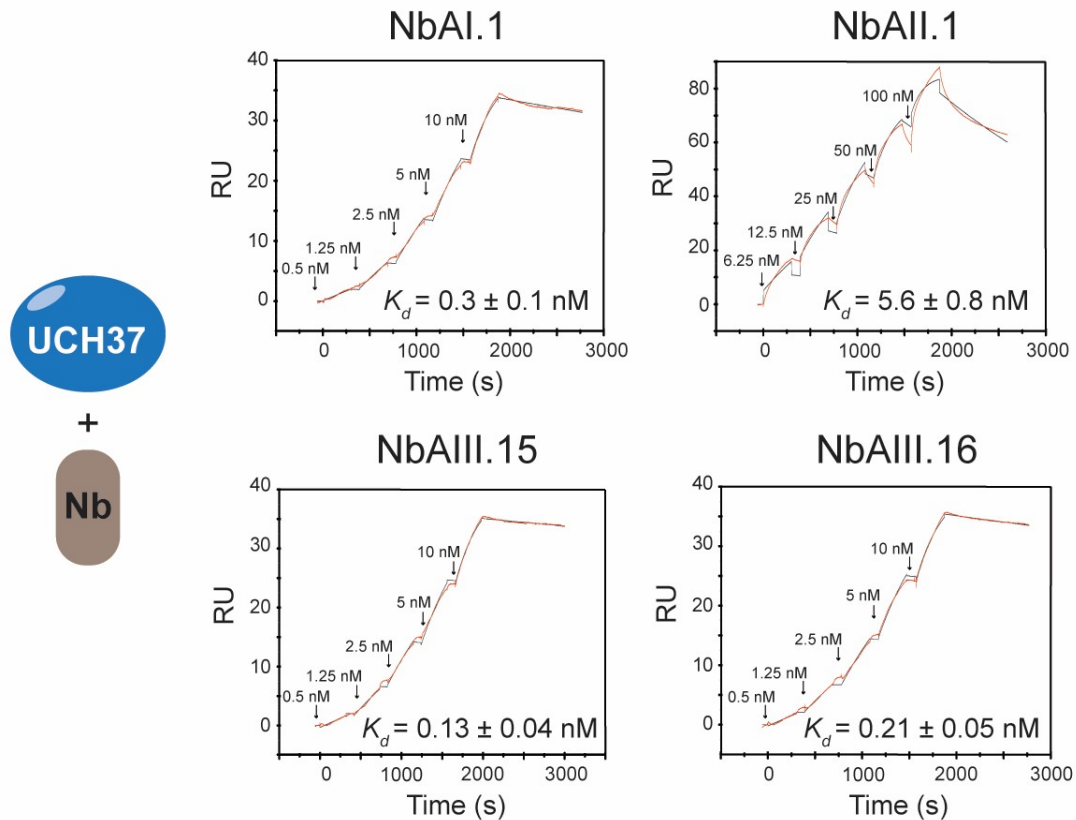 NbAI.1
40
30
20
10
0
RU
0.5 nM
1.25 nM
2.5 nM
5 nM
10 nM
K_d = 0.3 ± 0.1 nM
0 1000 2000 3000
Time (s)
NbAII.1
80
60
40
20
0
RU
6.25 nM
12.5 nM
25 nM
50 nM
100 nM
K_d = 5.6 ± 0.8 nM
0 1000 2000 3000
Time (s)
UCH37
+
Nb
NbAIII.15
40
30
20
10
0
RU
0.5 nM
1.25 nM
2.5 nM
5 nM
10 nM
K_d = 0.13 ± 0.04 nM
0 1000 2000 3000
Time (s)
NbAIII.16
40
30
20
10
0
RU
0.5 nM
1.25 nM
2.5 nM
5 nM
10 nM
K_d = 0.21 ± 0.05 nM
0 1000 2000 3000
Time (s)